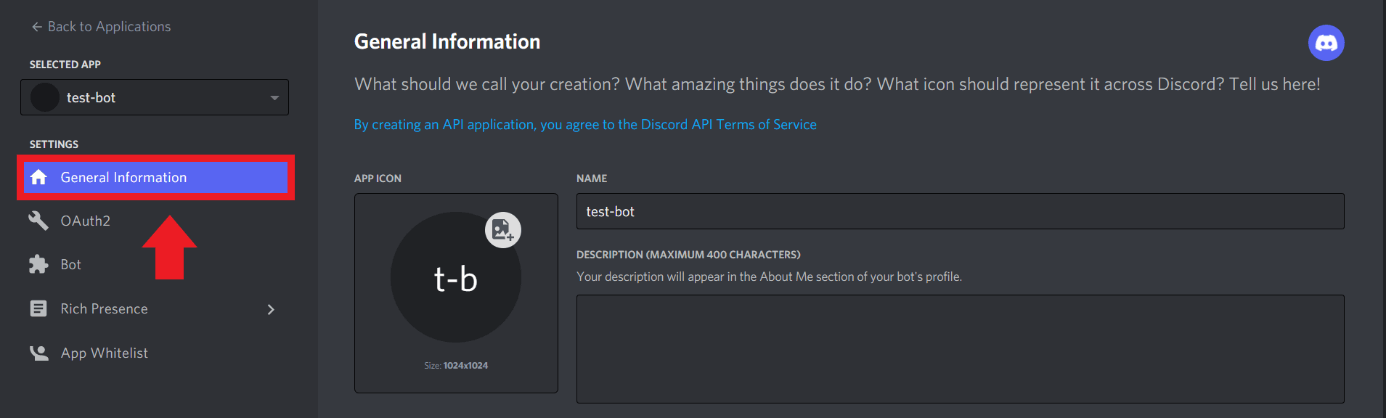 Back to Applications
SELECTED APP
test-bot
SETTINGS
General Information
OAuth2
Bot
Rich Presence
App Whitelist
General Information
What should we call your creation? What amazing things does it do? What icon should represent it across Discord? Tell us here!
By creating an API application, you agree to the Discord API Terms of Service
APP ICON
t-b
Size: 1024x1024
NAME
test-bot
DESCRIPTION (MAXIMUM 400 CHARACTERS)
Your description will appear in the About Me section of your bot's profile.